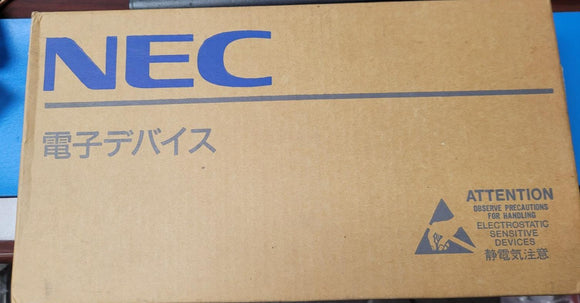 NEC
電子デバイス
ATTENTION
OBSERVE PRECAUTIONS
FOR HANDLING
ELECTROSTATIC
SENSITIVE
DEVICES
静電気注意